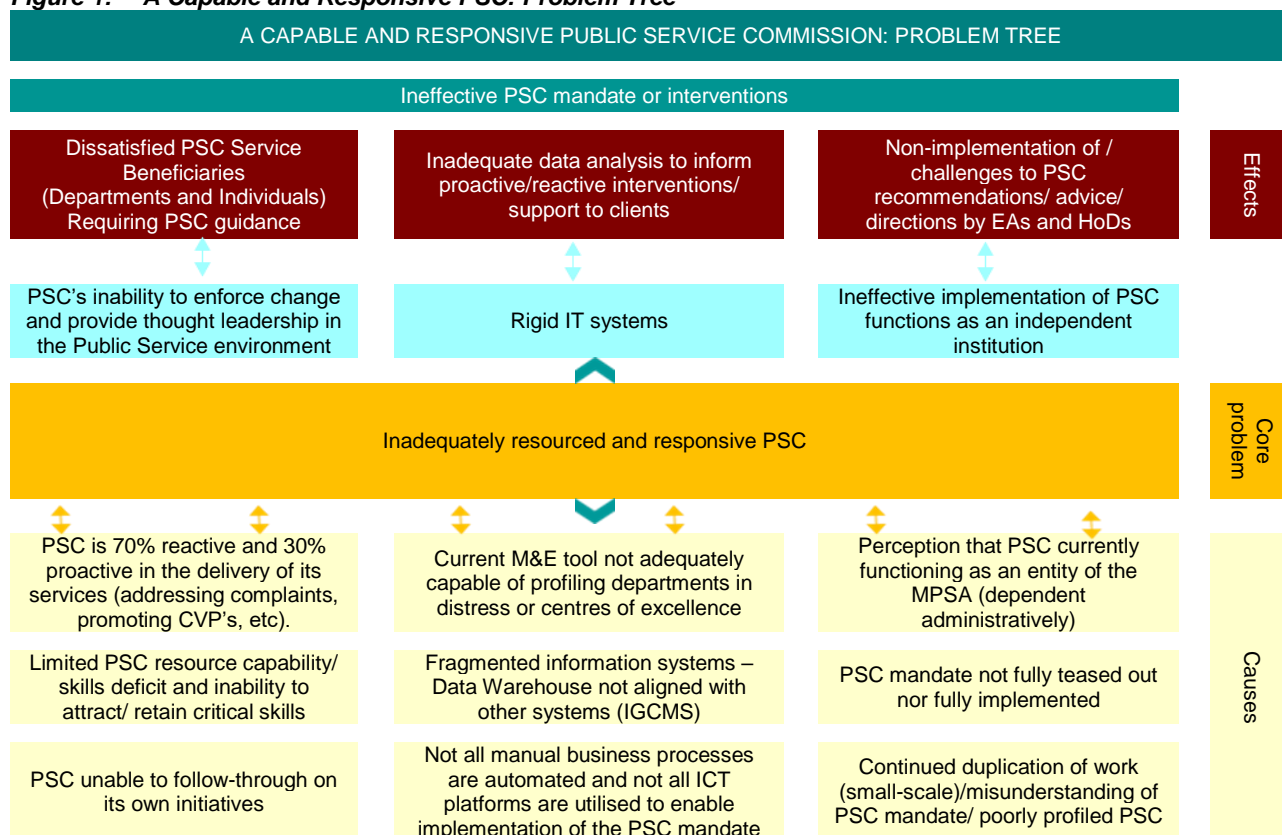 Figure 1: A Capable and Responsive PSC: Problem Tree
A CAPABLE AND RESPONSIVE PUBLIC SERVICE COMMISSION: PROBLEM TREE
Ineffective PSC mandate or interventions
Dissatisfied PSC Service
Beneficiaries
(Departments and Individuals)
Requiring PSC guidance
Inadequate data analysis to inform
proactive/reactive interventions/
support to clients
Non-implementation of /
challenges to PSC
recommendations/ advice/
directions by EAs and HoDs
Effects
PSC's inability to enforce change
and provide thought leadership in
the Public Service environment
Rigid IT systems
Ineffective implementation of PSC
functions as an independent
institution
Inadequately resourced and responsive PSC
Core
problem
PSC is 70% reactive and 30%
proactive in the delivery of its
services (addressing complaints,
promoting CVP's, etc).
Current M&E tool not adequately
capable of profiling departments in
distress or centres of excellence
Perception that PSC currently
functioning as an entity of the
MPSA (dependent
administratively)
Causes
Limited PSC resource capability/
skills deficit and inability to
attract/ retain critical skills
Fragmented information systems –
Data Warehouse not aligned with
other systems (IGCMS)
PSC mandate not fully teased out
nor fully implemented
PSC unable to follow-through on
its own initiatives
Not all manual business processes
are automated and not all ICT
platforms are utilised to enable
implementation of the PSC mandate
Continued duplication of work
(small-scale)/misunderstanding of
PSC mandate/ poorly profiled PSC